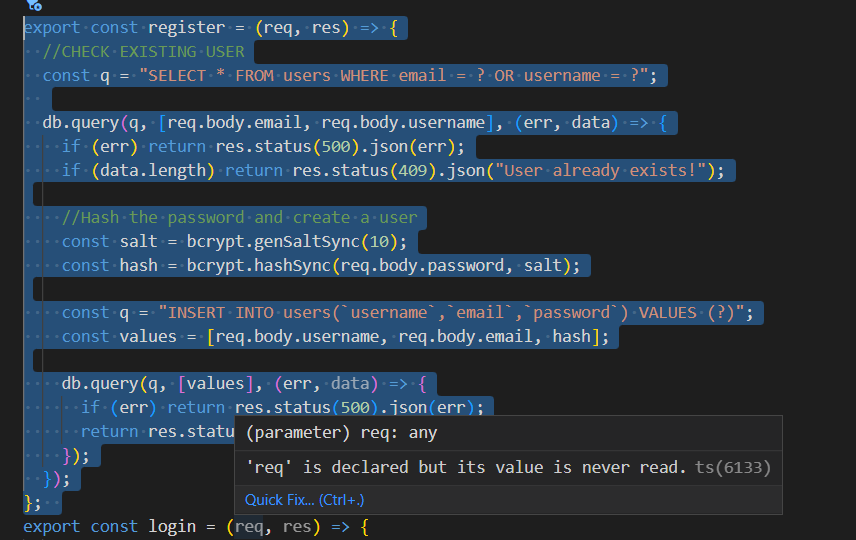 export const register = (req, res) => {
//CHECK EXISTING USER
const q = "SELECT * FROM users WHERE email = ? OR username = ?";
db.query(q, [req.body.email, req.body.username], (err, data) => {
if (err) return res.status(500).json(err);
if (data.length) return res.status(409).json("User already exists!");
//Hash the password and create a user
const salt = bcrypt.genSaltSync(10);
const hash = bcrypt.hashSync(req.body.password, salt);
const q = "INSERT INTO users(`username`,`email`,`password`) VALUES (?)";
const values = [req.body.username, req.body.email, hash];
db.query(q, [values], (err, data) => {
if (err) return res.status(500).json(err);
return res.statu
(parameter) req: any
'req' is declared but its value is never read. ts(6133)
Quick Fix... (Ctrl+.)
});
});
};
export const login = (req, res) => {